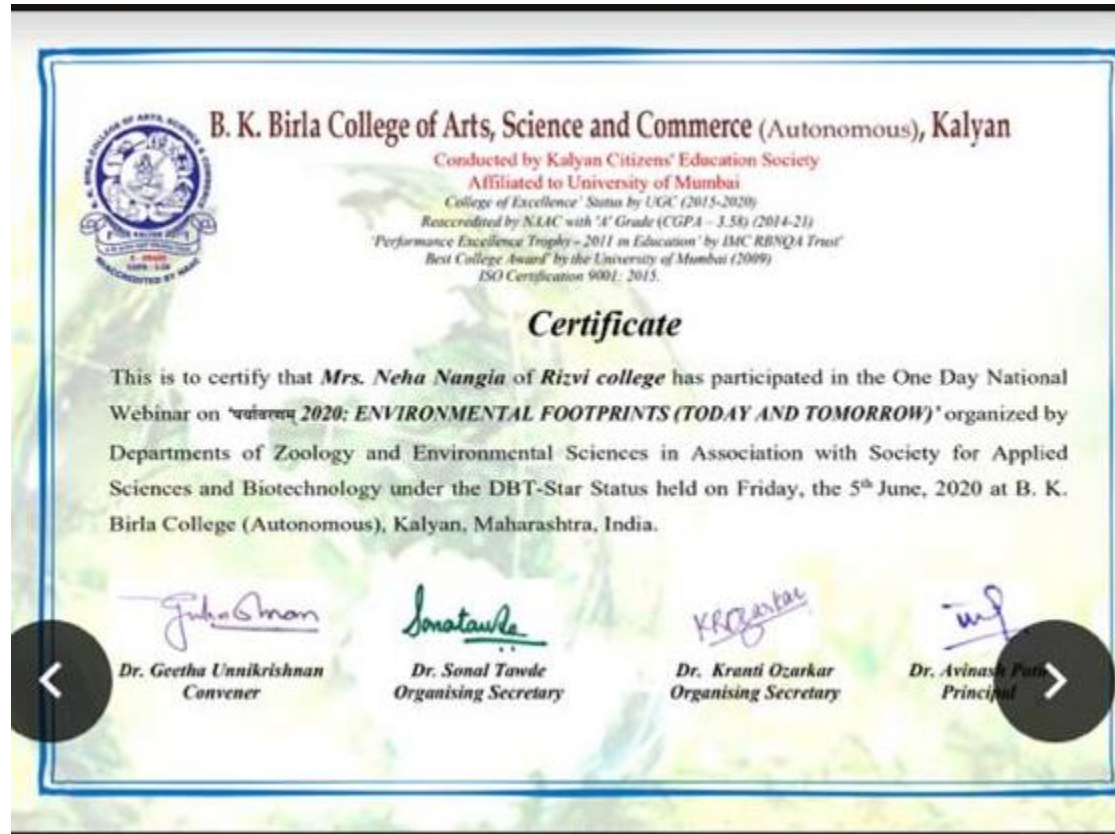 B. K. Birla College of Arts, Science and Commerce (Autonomous), Kalyan
Conducted by Kalyan Citizens' Education Society
Affiliated to University of Mumbai
College of Excellence' Status by UGC (2015-2020)
Reaccredited by NAAC with 'A' Grade (CGPA – 3.58) (2014-21)
'Performance Excellence Trophy - 2011 in Education' by IMC RBNQA Trust'
Best College Award' by the University of Mumbai (2009)
ISO Certification 9001: 2015.
Certificate
This is to certify that Mrs. Neha Nangia of Rizvi college has participated in the One Day National
Webinar on 'पर्यावरणम् 2020: ENVIRONMENTAL FOOTPRINTS (TODAY AND TOMORROW)' organized by
Departments of Zoology and Environmental Sciences in Association with Society for Applied
Sciences and Biotechnology under the DBT-Star Status held on Friday, the 5th June, 2020 at B. K.
Birla College (Autonomous), Kalyan, Maharashtra, India.
Dr. Geetha Unnikrishnan
Convener
Dr. Sonal Tawde
Organising Secretary
Dr. Kranti Ozarkar
Organising Secretary
Dr. Avinash
Principal